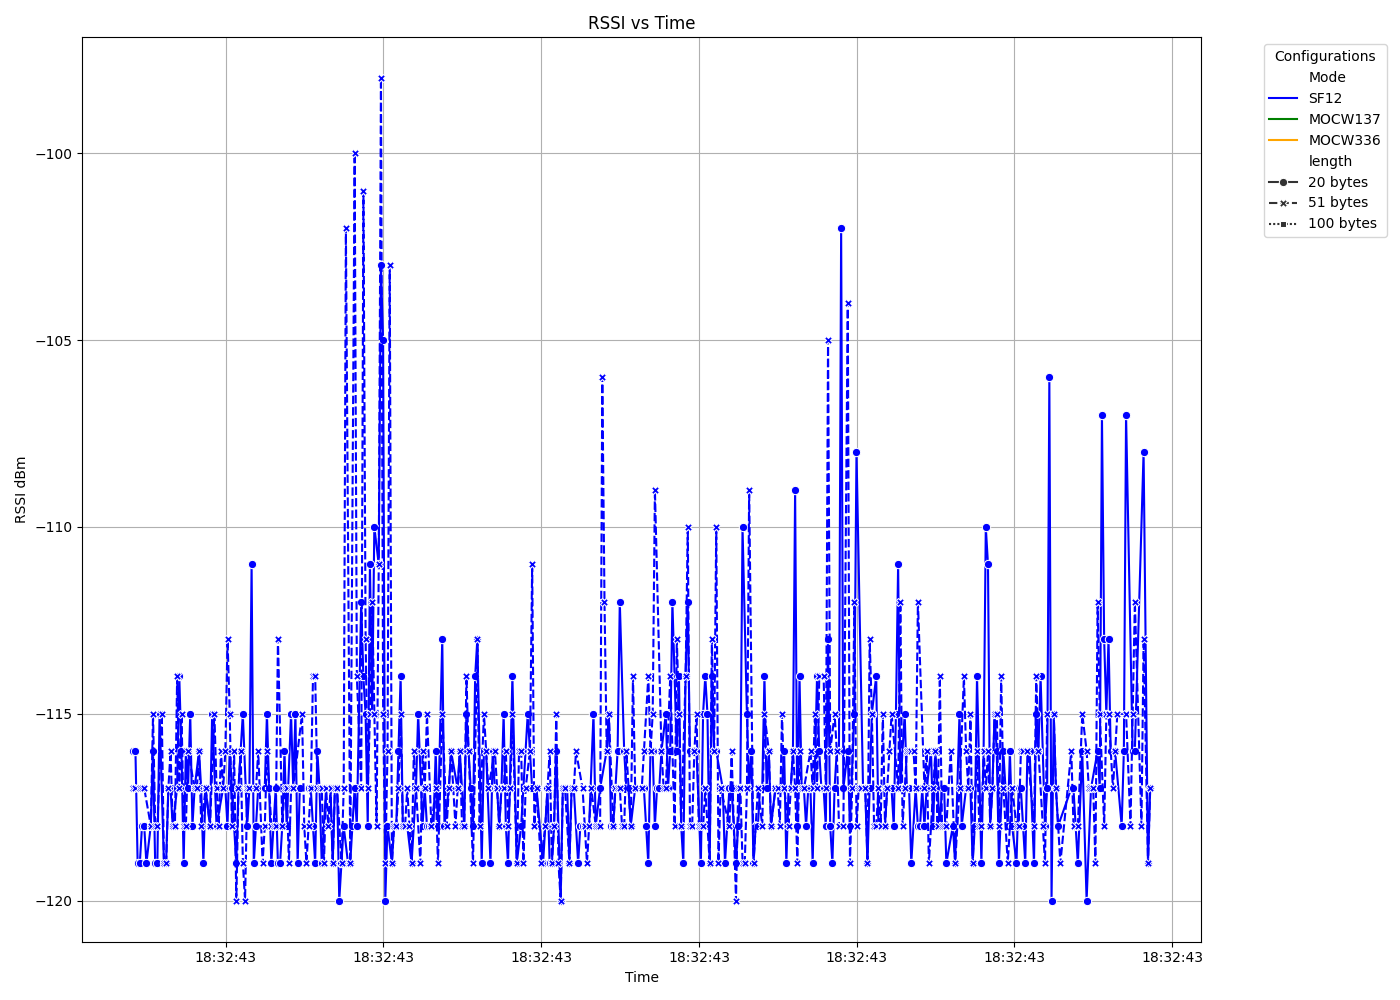 RSSI vs Time
Configurations
Mode
SF12
MOCW137
MOCW336
length
20 bytes
51 bytes
100 bytes
RSSI dBm
−100
−105
−110
−115
−120
18:32:43 18:32:43 18:32:43 18:32:43 18:32:43 18:32:43 18:32:43
Time